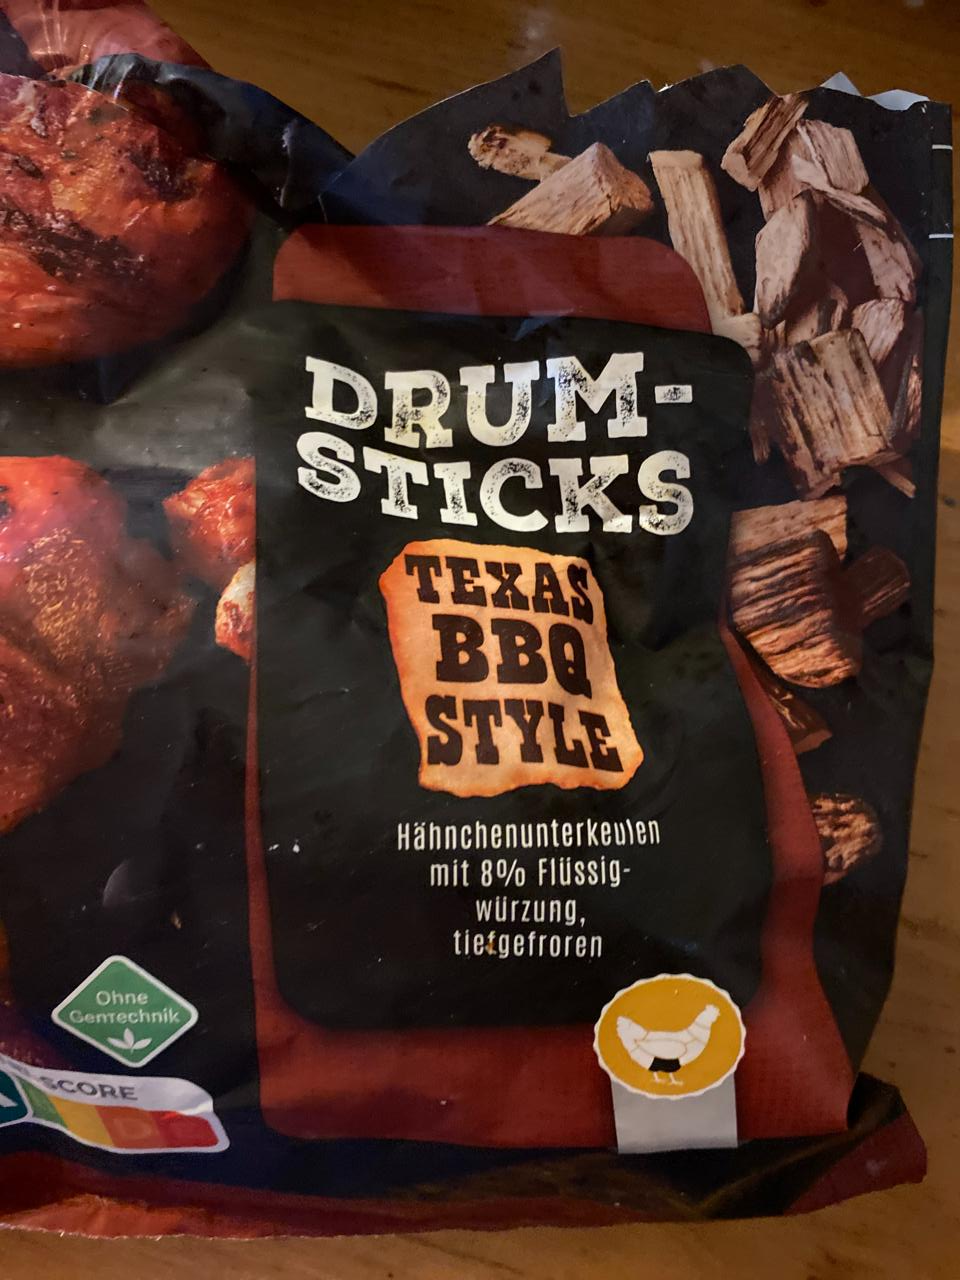 DRUM-
STICKS
TEXAS
BBQ
STYLE
Hähnchenunterkeulen
mit 8% Flüssig-
würzung,
tiefgefroren
Ohne
GenTechnik
SCORE
D